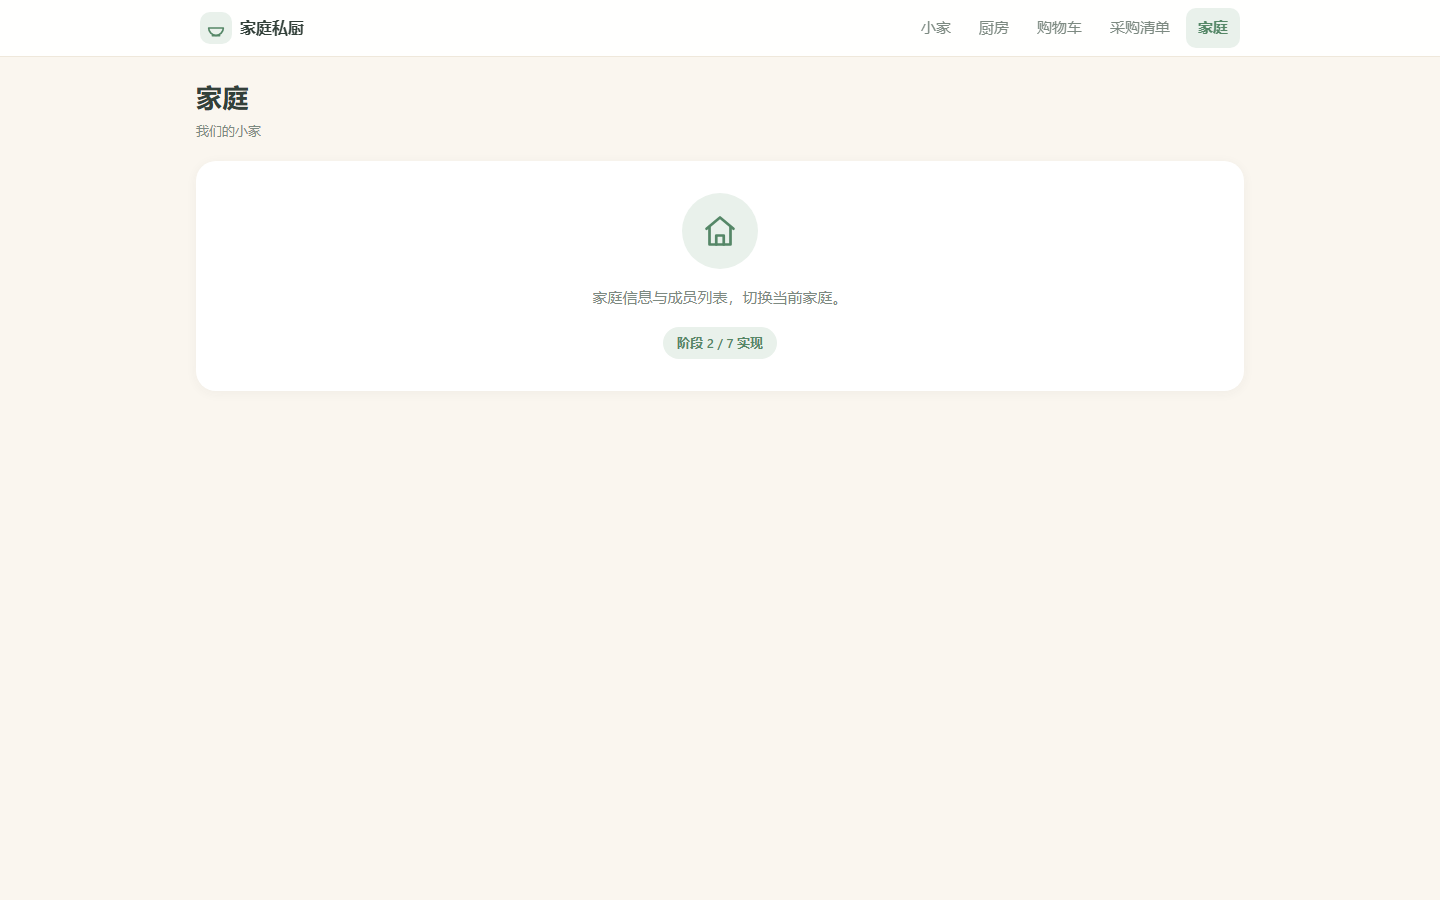 家庭私厨
小家 厨房 购物车 采购清单 家庭
家庭
我们的小家
家庭信息与成员列表，切换当前家庭。
阶段 2 / 7 实现